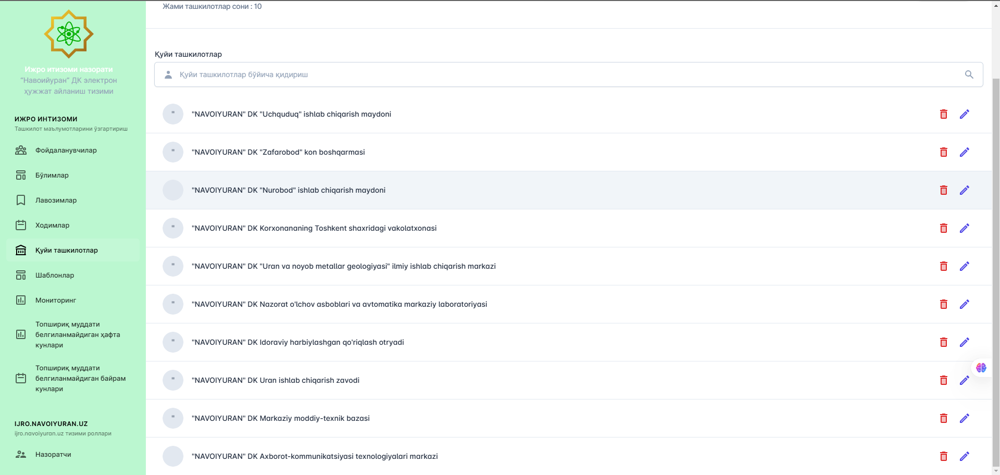 Ижро итизоми назорати
“Навоийуран” ДК электрон
ҳужжат айланиш тизими
ИЖРО ИНТИЗОМИ
Ташкилот маълумотларини ўзгартириш
Фойдаланувчилар
Бўлимлар
Лавозимлар
Ходимлар
Қуйи ташкилотлар
Шаблонлар
Мониторинг
Топшириқ муддати
белгиланмайдиган ҳафта
кунлари
Топшириқ муддати
белгиланмайдиган байрам
кунлари
IJRO.NAVOIYURAN.UZ
ijro.navoiyuran.uz тизими роллари
Назоратчи
Жами ташкилотлар сони : 10
Қуйи ташкилотлар
Қуйи ташкилотлар бўйича қидириш
" "NAVOIYURAN" DK "Uchquduq" ishlab chiqarish maydoni
" "NAVOIYURAN" DK "Zafarobod" kon boshqarmasi
"NAVOIYURAN" DK "Nurobod" ishlab chiqarish maydoni
" "NAVOIYURAN" DK Korxonananing Toshkent shaxridagi vakolatxonasi
" "NAVOIYURAN" DK "Uran va noyob metallar geologiyasi" ilmiy ishlab chiqarish markazi
" "NAVOIYURAN" DK Nazorat o'lchov asboblari va avtomatika markaziy laboratoriyasi
" "NAVOIYURAN" DK Idoraviy harbiylashgan qo'riqlash otryadi
" "NAVOIYURAN" DK Uran ishlab chiqarish zavodi
" "NAVOIYURAN" DK Markaziy moddiy-texnik bazasi
"NAVOIYURAN" DK Axborot-kommunikatsiyasi texnologiyalari markazi